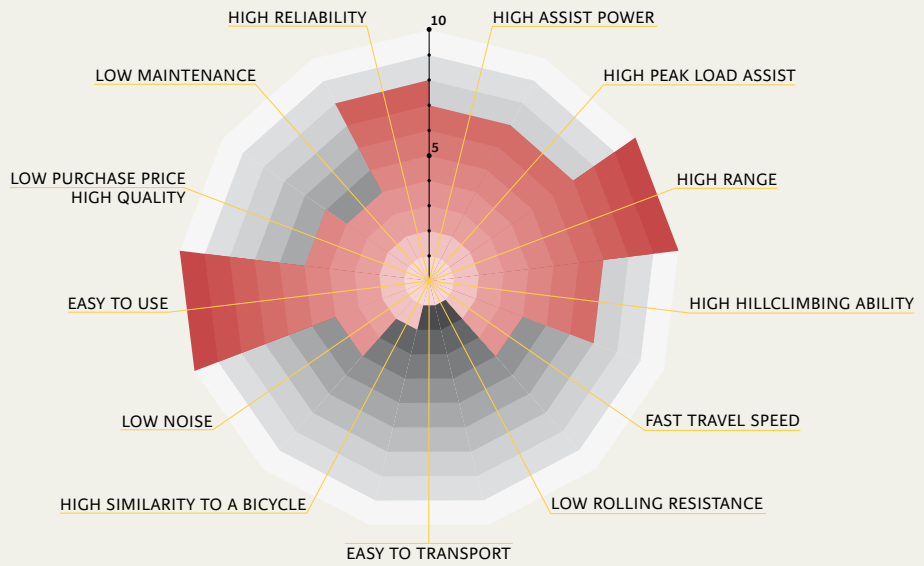 HIGH RELIABILITY
10
HIGH ASSIST POWER
LOW MAINTENANCE
HIGH PEAK LOAD ASSIST
5
LOW PURCHASE PRICE
HIGH QUALITY
HIGH RANGE
EASY TO USE
HIGH HILLCLIMBING ABILITY
LOW NOISE
FAST TRAVEL SPEED
HIGH SIMILARITY TO A BICYCLE
LOW ROLLING RESISTANCE
EASY TO TRANSPORT